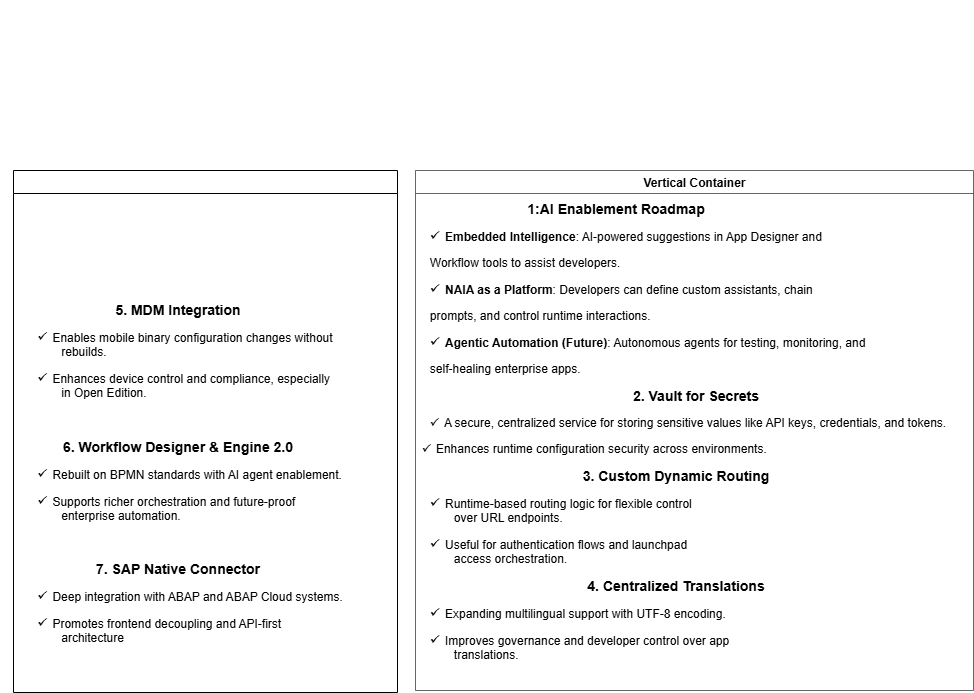 Vertical Container
1:AI Enablement Roadmap
✓ Embedded Intelligence: AI-powered suggestions in App Designer and
Workflow tools to assist developers.
✓ NAIA as a Platform: Developers can define custom assistants, chain
prompts, and control runtime interactions.
✓ Agentic Automation (Future): Autonomous agents for testing, monitoring, and
self-healing enterprise apps.
2. Vault for Secrets
✓ A secure, centralized service for storing sensitive values like API keys, credentials, and tokens.
✓ Enhances runtime configuration security across environments.
3. Custom Dynamic Routing
✓ Runtime-based routing logic for flexible control
over URL endpoints.
✓ Useful for authentication flows and launchpad
access orchestration.
4. Centralized Translations
✓ Expanding multilingual support with UTF-8 encoding.
✓ Improves governance and developer control over app
translations.
5. MDM Integration
✓ Enables mobile binary configuration changes without
rebuilds.
✓ Enhances device control and compliance, especially
in Open Edition.
6. Workflow Designer & Engine 2.0
✓ Rebuilt on BPMN standards with AI agent enablement.
✓ Supports richer orchestration and future-proof
enterprise automation.
7. SAP Native Connector
✓ Deep integration with ABAP and ABAP Cloud systems.
✓ Promotes frontend decoupling and API-first
architecture